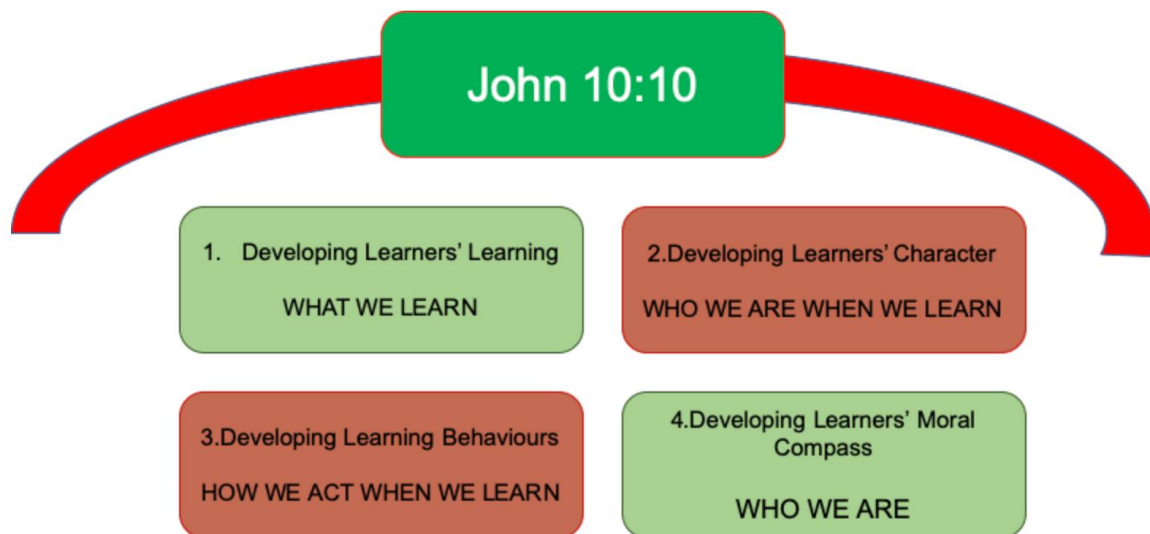 John 10:10
1. Developing Learners' Learning
WHAT WE LEARN
2.Developing Learners' Character
WHO WE ARE WHEN WE LEARN
3.Developing Learning Behaviours
HOW WE ACT WHEN WE LEARN
4.Developing Learners' Moral
Compass
WHO WE ARE